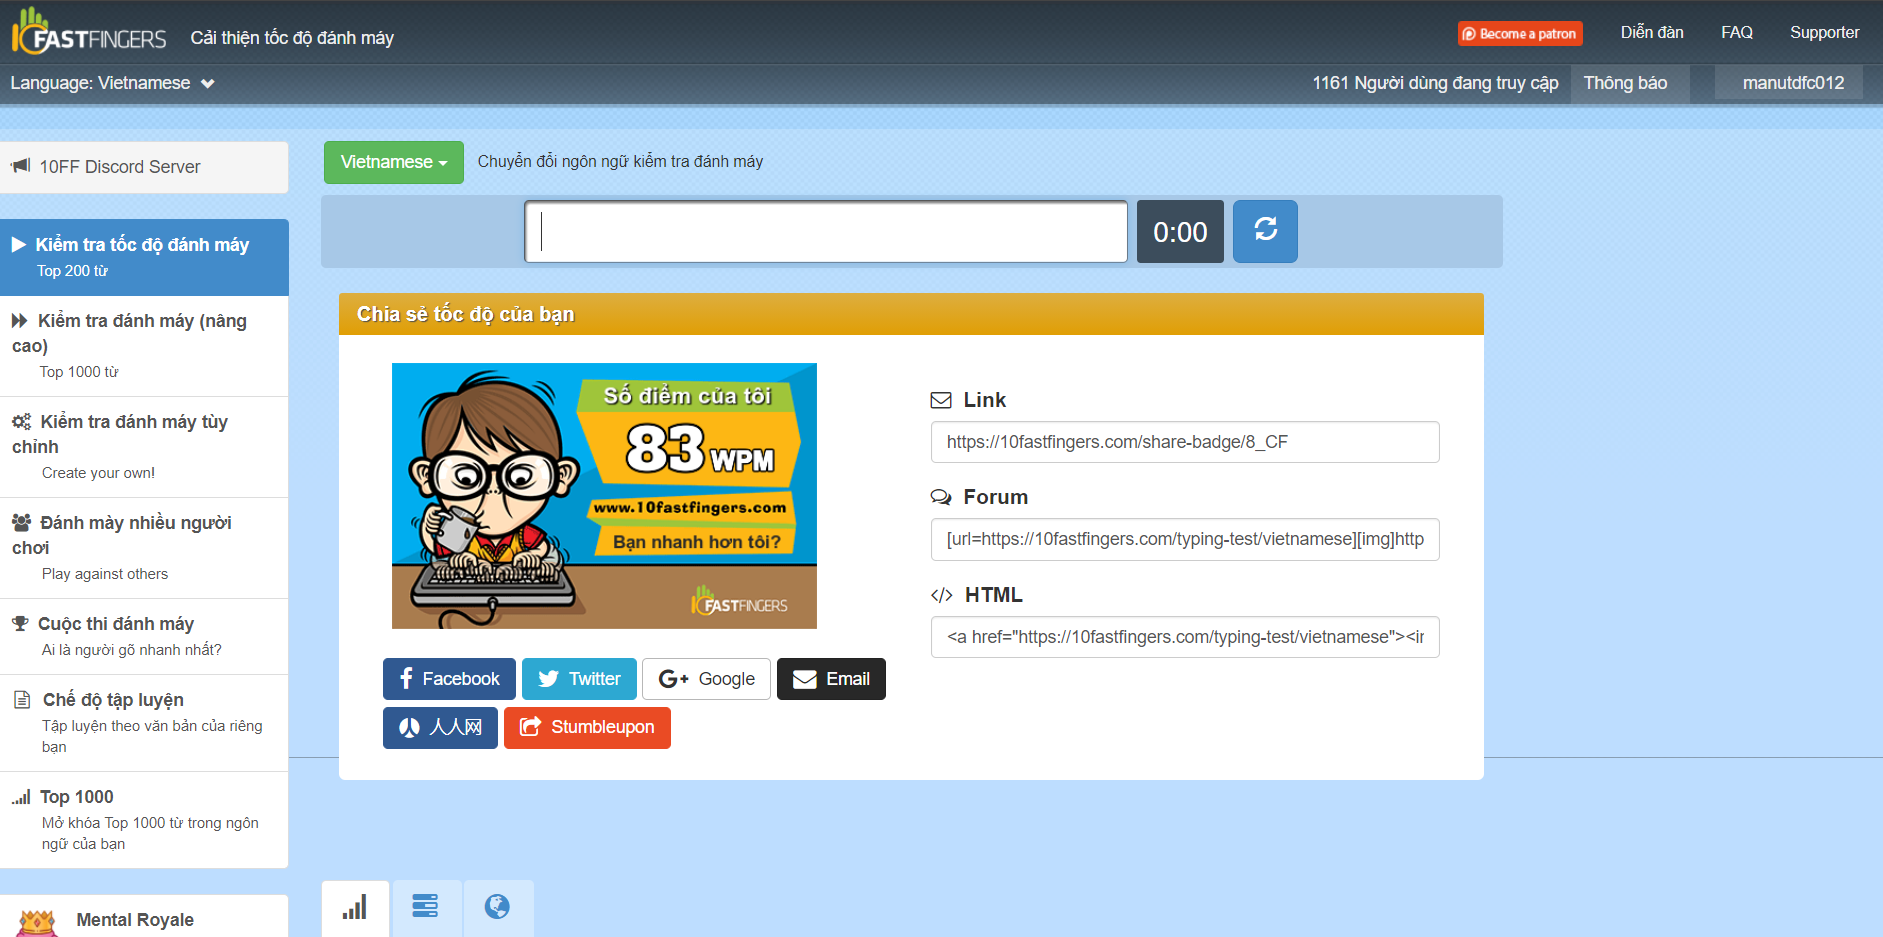 10FASTFINGERS
Cải thiện tốc độ đánh máy
Become a patron
Diễn đàn
FAQ
Supporter
Language: Vietnamese
1161 Người dùng đang truy cập
Thông báo
manutdfc012
10FF Discord Server
Kiểm tra tốc độ đánh máy
Top 200 từ
Kiểm tra đánh máy (nâng
cao)
Top 1000 từ
Kiểm tra đánh máy tùy
chỉnh
Create your own!
Đánh mày nhiều người
chơi
Play against others
Cuộc thi đánh máy
Ai là người gõ nhanh nhất?
Chế độ tập luyện
Tập luyện theo văn bản của riêng
bạn
Top 1000
Mở khóa Top 1000 từ trong ngôn
ngữ của bạn
Mental Royale
Vietnamese
Chuyển đổi ngôn ngữ kiểm tra đánh máy
0:00
Chia sẻ tốc độ của bạn
Số điểm của tôi
83 WPM
www.10fastfingers.com
Bạn nhanh hơn tôi?
10FASTFINGERS
Facebook
Twitter
G+ Google
Email
人人网
Stumbleupon
Link
https://10fastfingers.com/share-badge/8_CF
Forum
[url=https://10fastfingers.com/typing-test/vietnamese][img]http
</> HTML
<a href="https://10fastfingers.com/typing-test/vietnamese"><ir